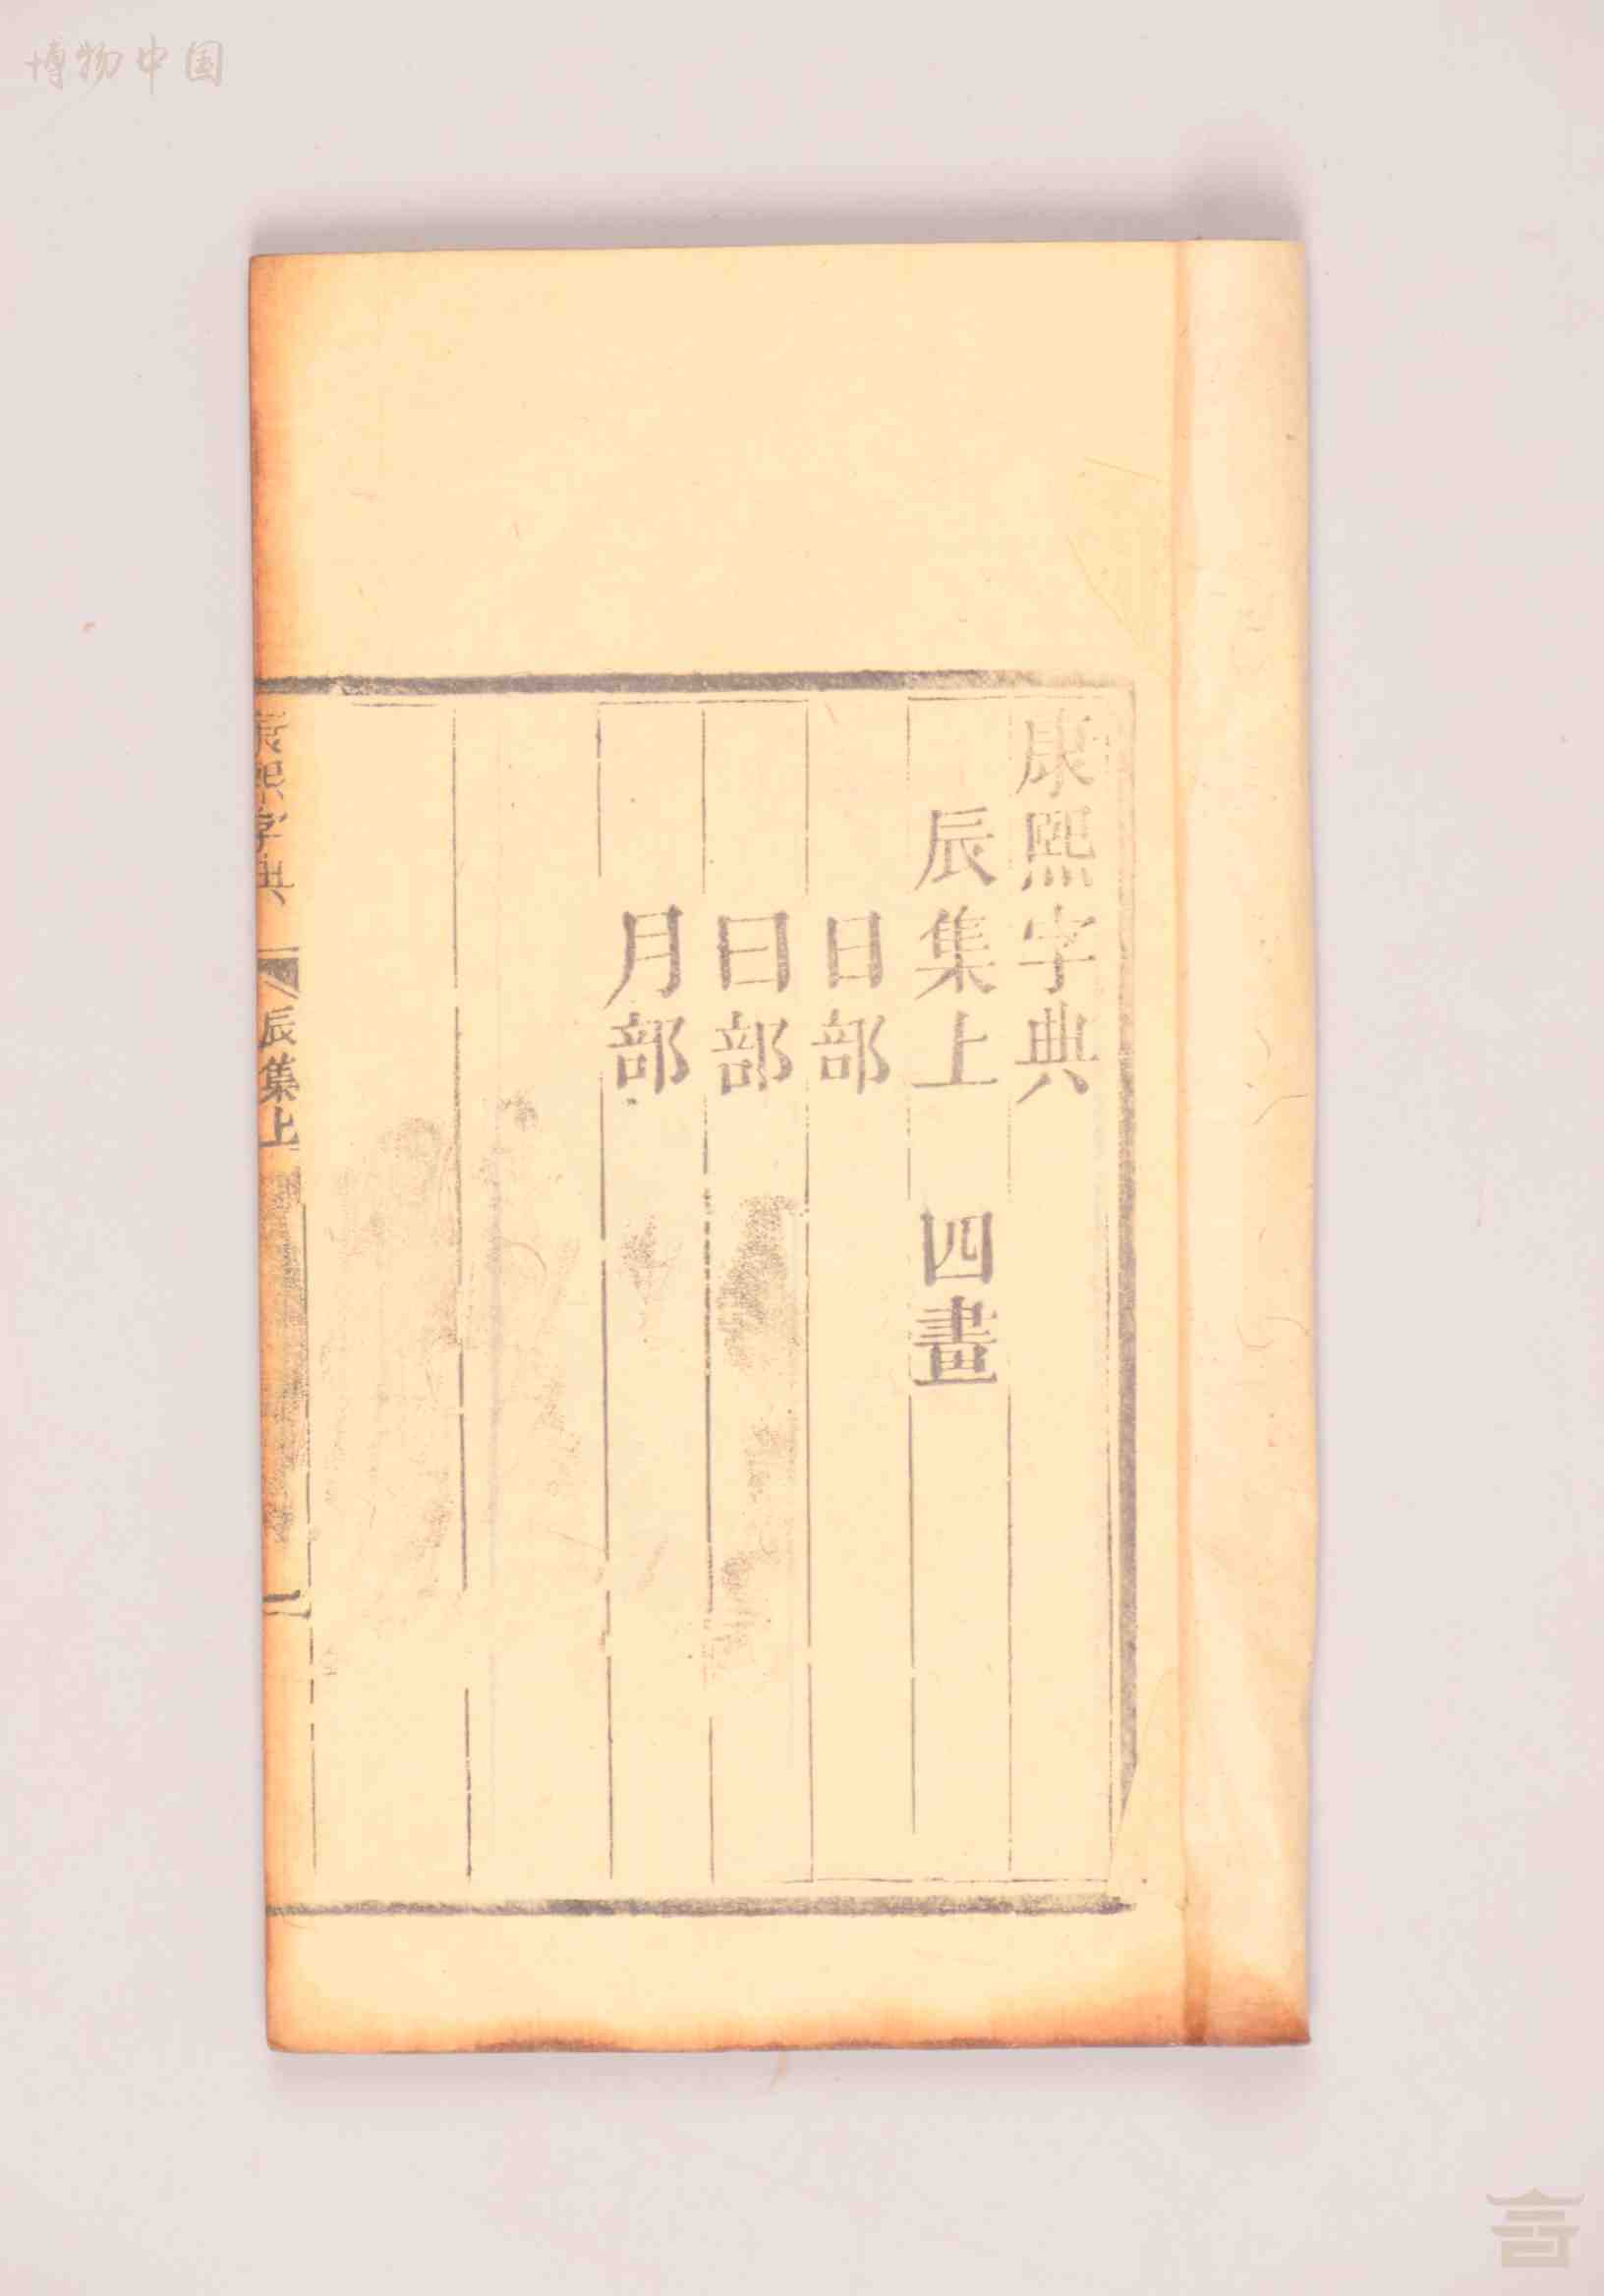 博物中国
康熙字典
辰集上 四畫
日部
曰部
月部
康熙字典 辰集上